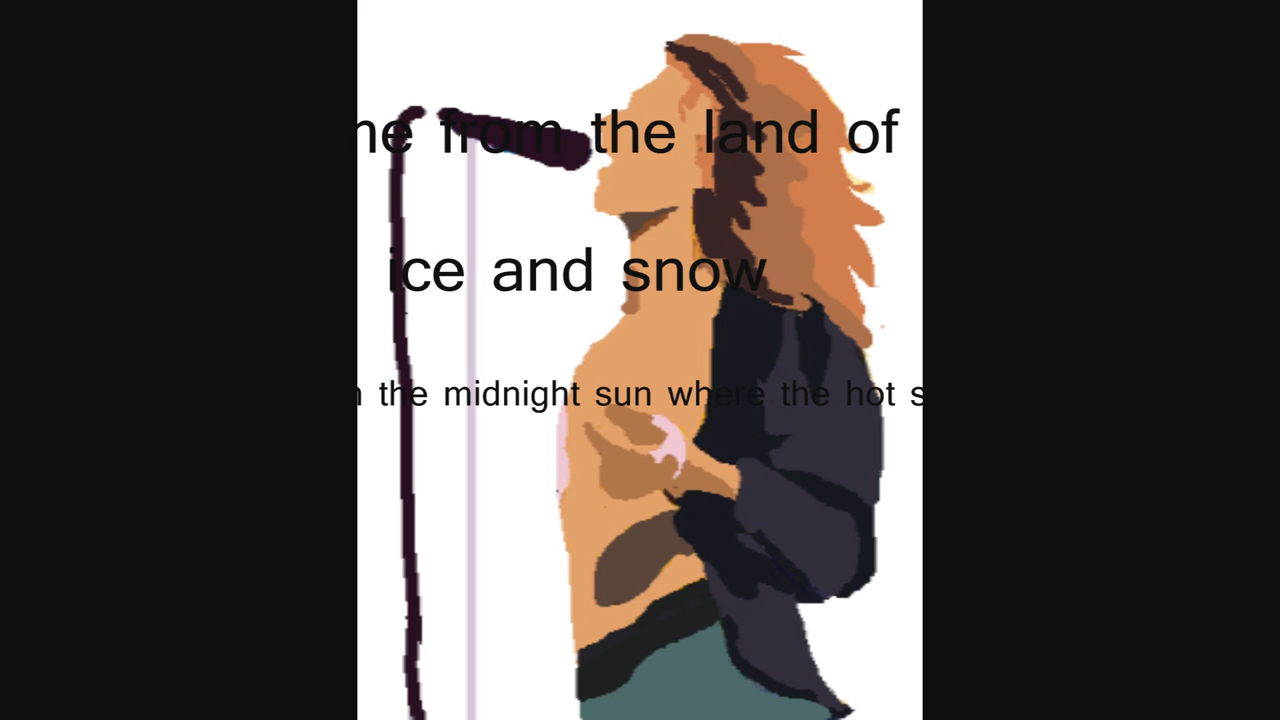 from the land of
ice and snow
the midnight sun where the hot